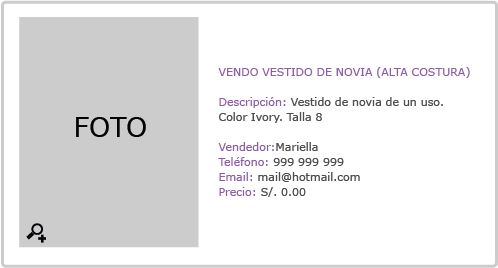 FOTO
VENDO VESTIDO DE NOVIA (ALTA COSTURA)
Descripción: Vestido de novia de un uso.
Color Ivory. Talla 8
Vendedor:Mariella
Teléfono: 999 999 999
Email: mail@hotmail.com
Precio: S/. 0.00